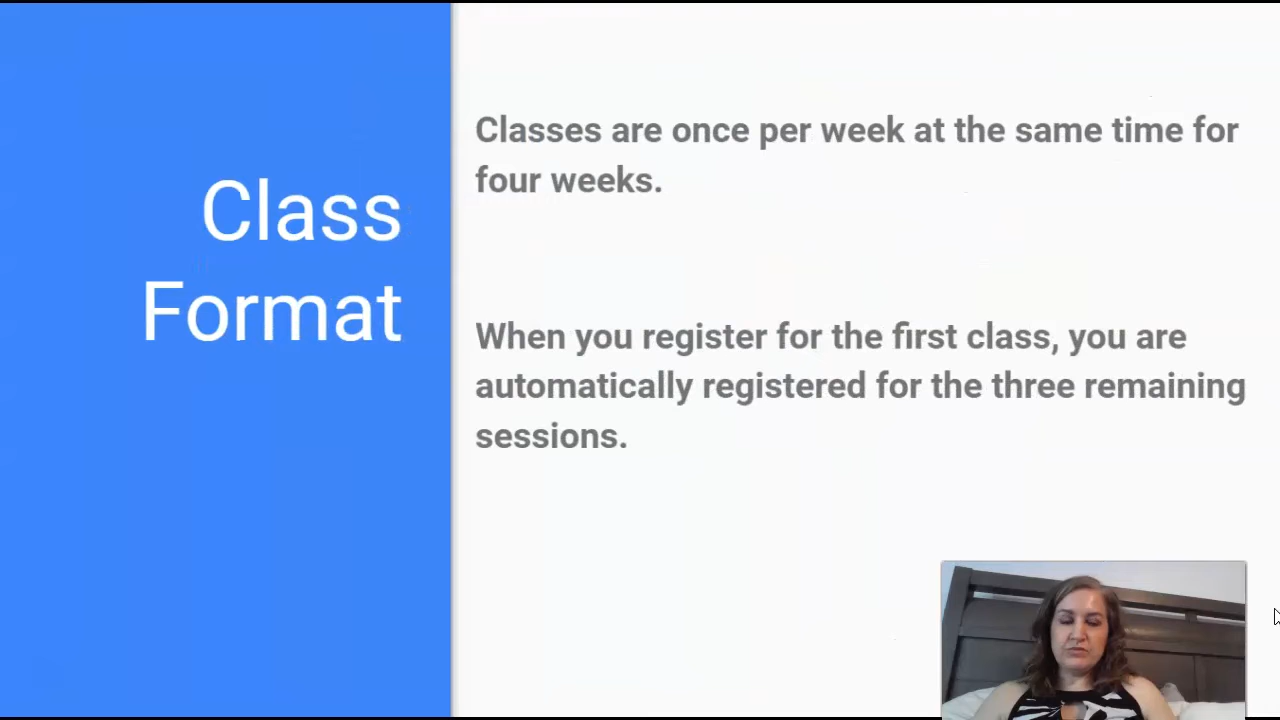 Class
Format
Classes are once per week at the same time for
four weeks.
When you register for the first class, you are
automatically registered for the three remaining
sessions.